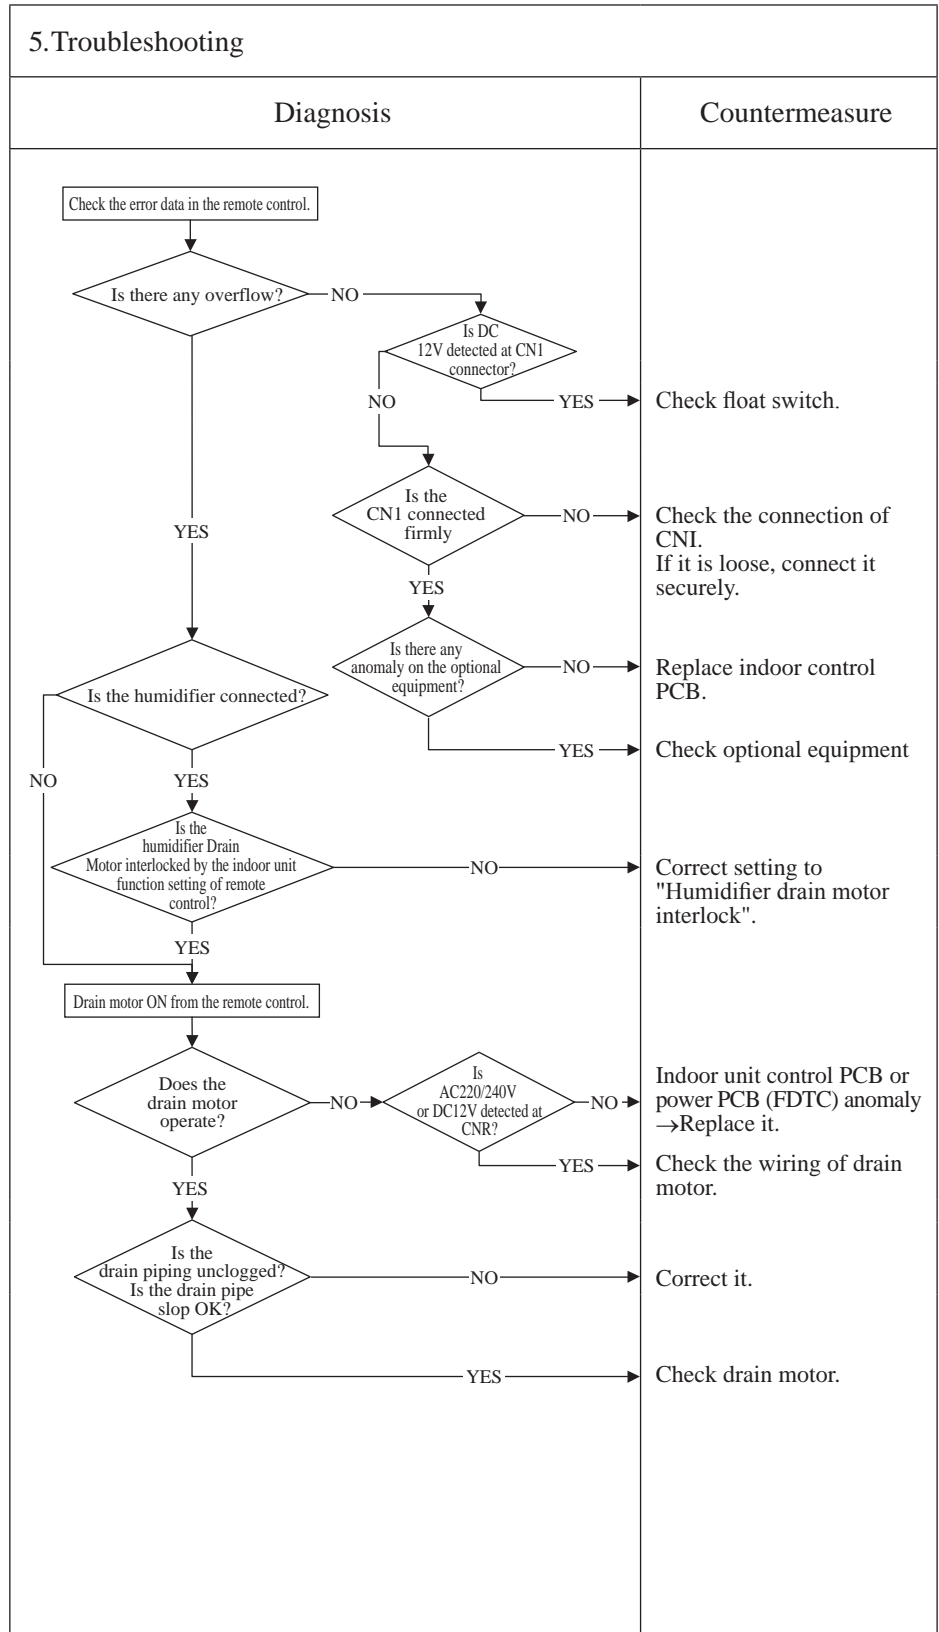 5.Troubleshooting
Diagnosis
Countermeasure
Check the error data in the remote control.
Is there any overflow?
NO
Is DC
12V detected at CN1
connector?
YES
Check float switch.
NO
Is the
CN1 connected
firmly
NO
Check the connection of
CNI.
If it is loose, connect it
securely.
YES
YES
Is there any
anomaly on the optional
equipment?
NO
Replace indoor control
PCB.
YES
Check optional equipment
Is the humidifier connected?
NO
YES
Is the
humidifier Drain
Motor interlocked by the indoor unit
function setting of remote
control?
NO
Correct setting to
"Humidifier drain motor
interlock".
YES
Drain motor ON from the remote control.
Does the
drain motor
operate?
NO
Is
AC220/240V
or DC12V detected at
CNR?
NO
Indoor unit control PCB or
power PCB (FDTC) anomaly
→Replace it.
YES
Check the wiring of drain
motor.
YES
Is the
drain piping unclogged?
Is the drain pipe
slop OK?
NO
Correct it.
YES
Check drain motor.